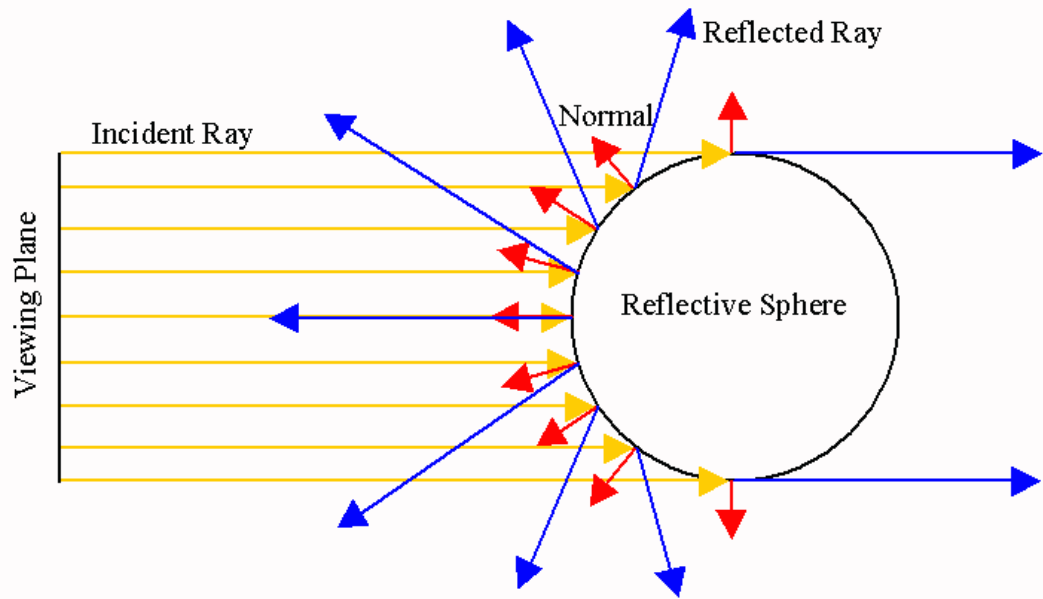 Reflected Ray
Normal
Incident Ray
Viewing Plane
Reflective Sphere